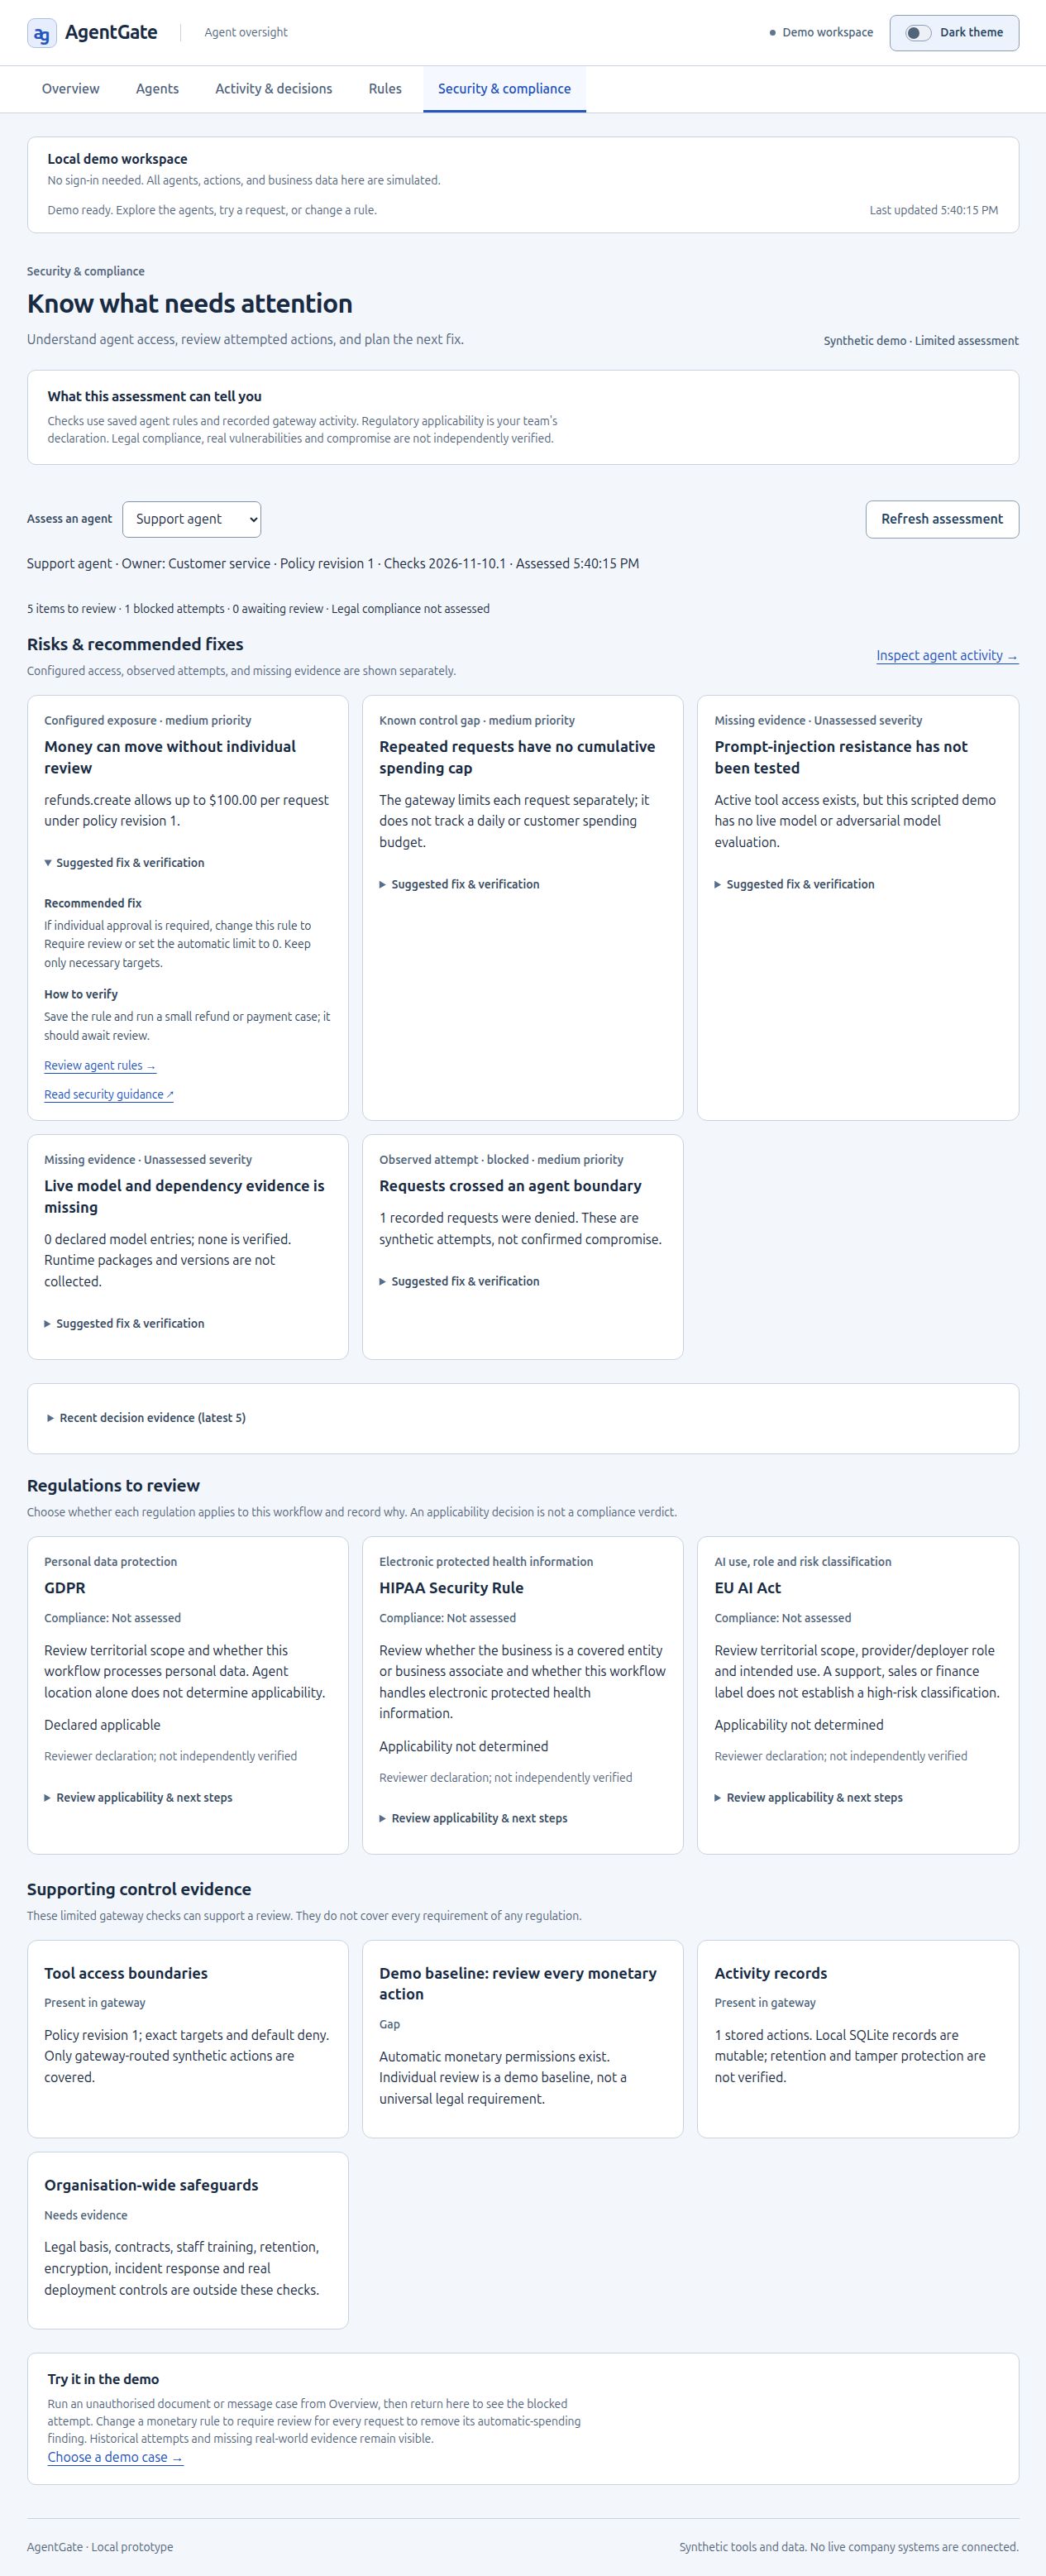 ag AgentGate Agent oversight Demo workspace Dark theme
Overview Agents Activity & decisions Rules Security & compliance
Local demo workspace
No sign-in needed. All agents, actions, and business data here are simulated.
Demo ready. Explore the agents, try a request, or change a rule. Last updated 5:40:15 PM
Security & compliance
Know what needs attention
Understand agent access, review attempted actions, and plan the next fix.
Synthetic demo · Limited assessment
What this assessment can tell you
Checks use saved agent rules and recorded gateway activity. Regulatory applicability is your team's
declaration. Legal compliance, real vulnerabilities and compromise are not independently verified.
Assess an agent Support agent Refresh assessment
Support agent · Owner: Customer service · Policy revision 1 · Checks 2026-11-10.1 · Assessed 5:40:15 PM
5 items to review · 1 blocked attempts · 0 awaiting review · Legal compliance not assessed
Risks & recommended fixes
Configured access, observed attempts, and missing evidence are shown separately.
Inspect agent activity →
Configured exposure · medium priority
Money can move without individual
review
refunds.create allows up to $100.00 per request
under policy revision 1.
▼ Suggested fix & verification
Recommended fix
If individual approval is required, change this rule to
Require review or set the automatic limit to 0. Keep
only necessary targets.
How to verify
Save the rule and run a small refund or payment case; it
should await review.
Review agent rules →
Read security guidance ↗
Known control gap · medium priority
Repeated requests have no cumulative
spending cap
The gateway limits each request separately; it
does not track a daily or customer spending
budget.
▶ Suggested fix & verification
Missing evidence · Unassessed severity
Prompt-injection resistance has not
been tested
Active tool access exists, but this scripted demo
has no live model or adversarial model
evaluation.
▶ Suggested fix & verification
Missing evidence · Unassessed severity
Live model and dependency evidence is
missing
0 declared model entries; none is verified.
Runtime packages and versions are not
collected.
▶ Suggested fix & verification
Observed attempt · blocked · medium priority
Requests crossed an agent boundary
1 recorded requests were denied. These are
synthetic attempts, not confirmed compromise.
▶ Suggested fix & verification
▶ Recent decision evidence (latest 5)
Regulations to review
Choose whether each regulation applies to this workflow and record why. An applicability decision is not a compliance verdict.
Personal data protection
GDPR
Compliance: Not assessed
Review territorial scope and whether this
workflow processes personal data. Agent
location alone does not determine applicability.
Declared applicable
Reviewer declaration; not independently verified
▶ Review applicability & next steps
Electronic protected health information
HIPAA Security Rule
Compliance: Not assessed
Review whether the business is a covered entity
or business associate and whether this workflow
handles electronic protected health
information.
Applicability not determined
Reviewer declaration; not independently verified
▶ Review applicability & next steps
AI use, role and risk classification
EU AI Act
Compliance: Not assessed
Review territorial scope, provider/deployer role
and intended use. A support, sales or finance
label does not establish a high-risk classification.
Applicability not determined
Reviewer declaration; not independently verified
▶ Review applicability & next steps
Supporting control evidence
These limited gateway checks can support a review. They do not cover every requirement of any regulation.
Tool access boundaries
Present in gateway
Policy revision 1; exact targets and default deny.
Only gateway-routed synthetic actions are
covered.
Demo baseline: review every monetary
action
Gap
Automatic monetary permissions exist.
Individual review is a demo baseline, not a
universal legal requirement.
Activity records
Present in gateway
1 stored actions. Local SQLite records are
mutable; retention and tamper protection are
not verified.
Organisation-wide safeguards
Needs evidence
Legal basis, contracts, staff training, retention,
encryption, incident response and real
deployment controls are outside these checks.
Try it in the demo
Run an unauthorised document or message case from Overview, then return here to see the blocked
attempt. Change a monetary rule to require review for every request to remove its automatic-spending
finding. Historical attempts and missing real-world evidence remain visible.
Choose a demo case →
AgentGate · Local prototype Synthetic tools and data. No live company systems are connected.